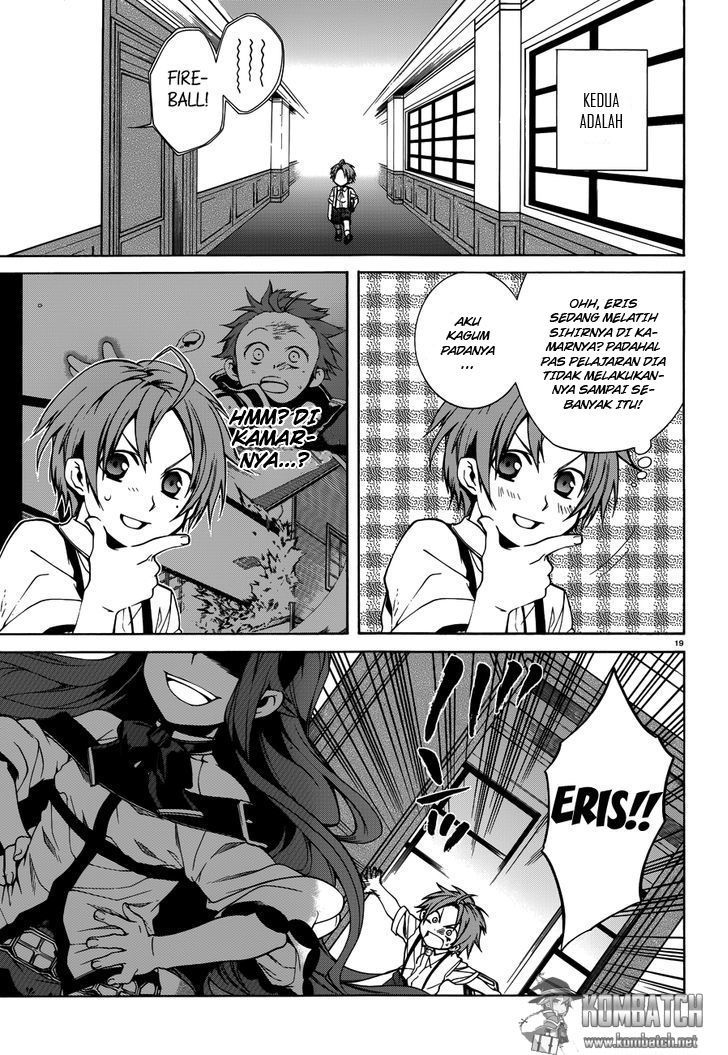 KEDUA
ADALAH
FIRE-
BALL!
OHH, ERIS
SEDANG MELATIH
SIHIRNYA DI KA-
MARNYA? PADAHAL
PAS PELAJARAN DIA
TIDAK MELAKUKAN-
NYA SAMPAI SE-
BANYAK ITU!
AKU
KAGUM
PADANYA
...
HMM? DI
KAMAR-
NYA...?
19
ERIS!!
KOMBATCH
www.kombatch.net